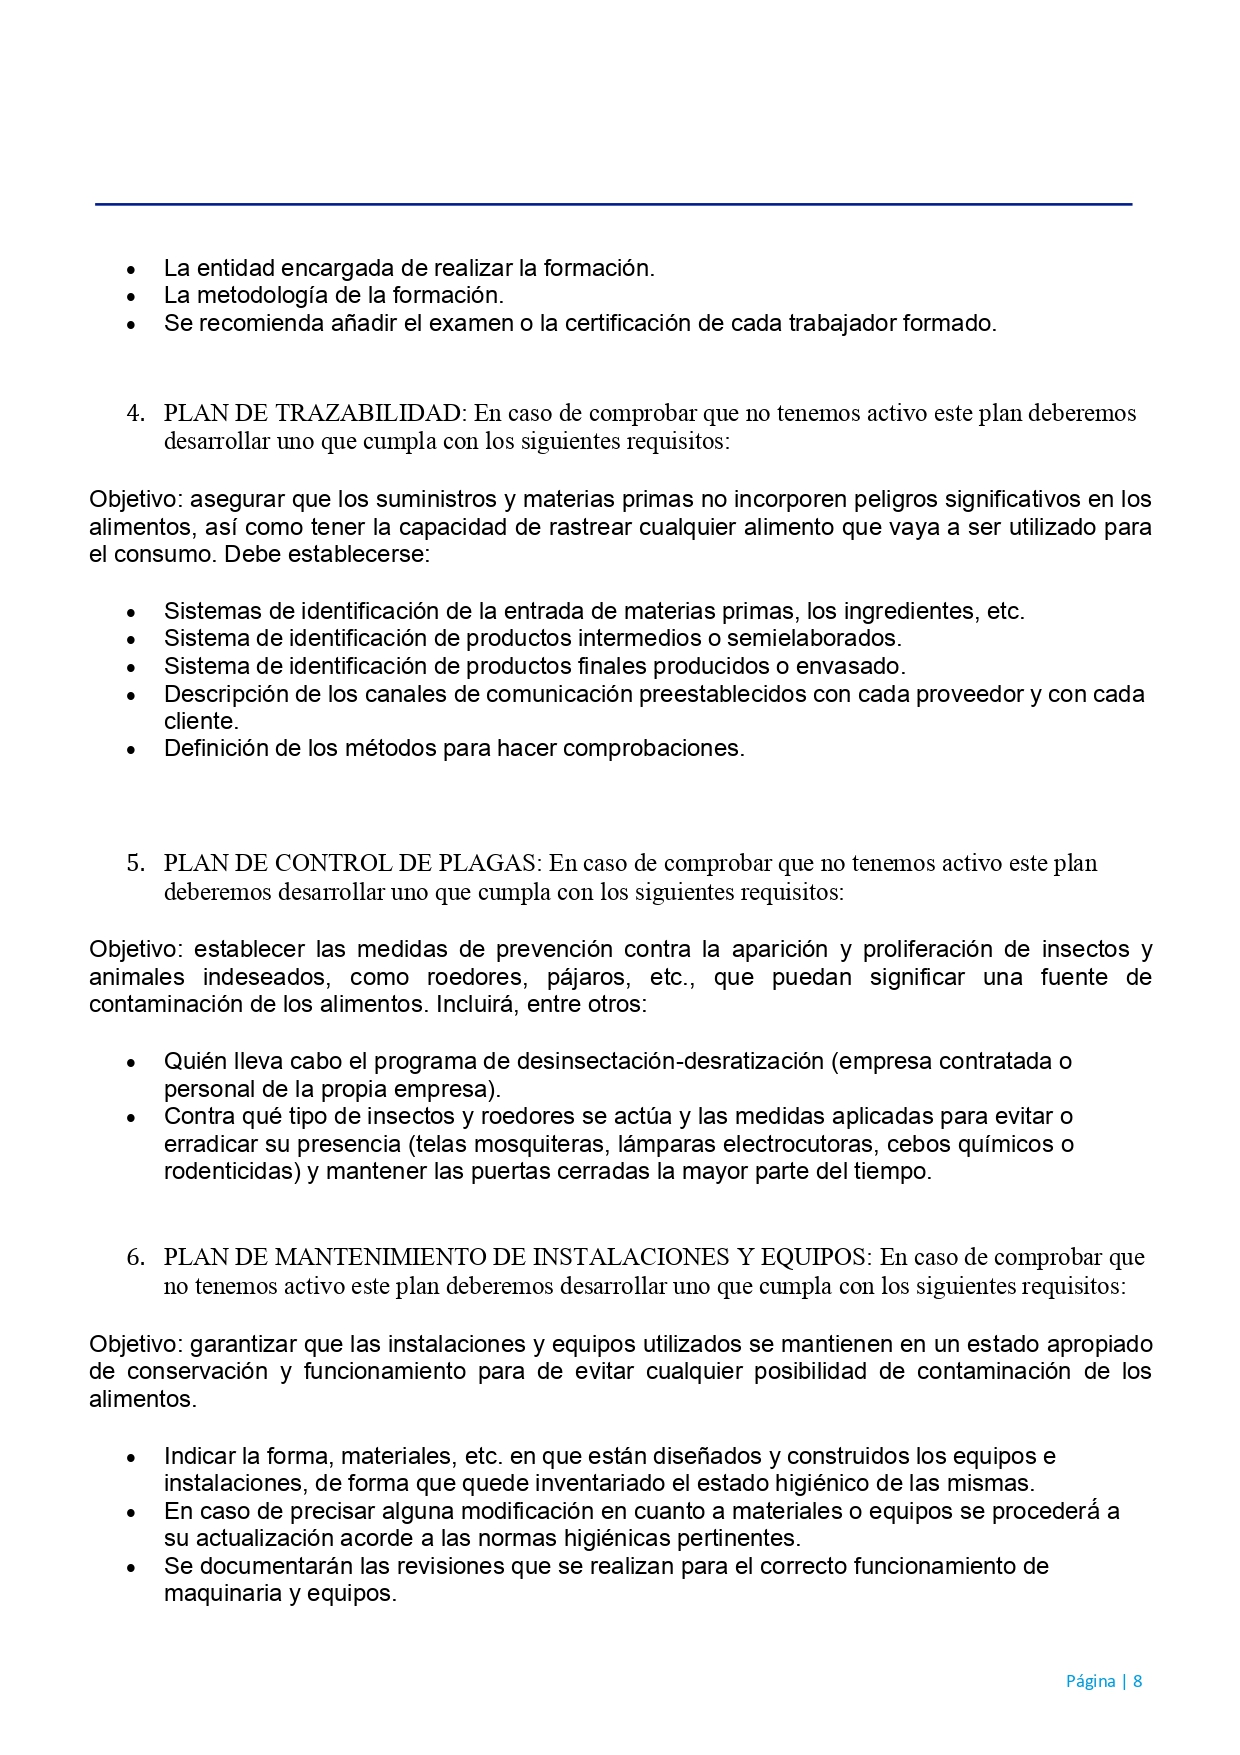 • La entidad encargada de realizar la formación.
• La metodología de la formación.
• Se recomienda añadir el examen o la certificación de cada trabajador formado.
4. PLAN DE TRAZABILIDAD: En caso de comprobar que no tenemos activo este plan deberemos
desarrollar uno que cumpla con los siguientes requisitos:
Objetivo: asegurar que los suministros y materias primas no incorporen peligros significativos en los
alimentos, así como tener la capacidad de rastrear cualquier alimento que vaya a ser utilizado para
el consumo. Debe establecerse:
• Sistemas de identificación de la entrada de materias primas, los ingredientes, etc.
• Sistema de identificación de productos intermedios o semielaborados.
• Sistema de identificación de productos finales producidos o envasado.
• Descripción de los canales de comunicación preestablecidos con cada proveedor y con cada
cliente.
• Definición de los métodos para hacer comprobaciones.
5. PLAN DE CONTROL DE PLAGAS: En caso de comprobar que no tenemos activo este plan
deberemos desarrollar uno que cumpla con los siguientes requisitos:
Objetivo: establecer las medidas de prevención contra la aparición y proliferación de insectos y
animales indeseados, como roedores, pájaros, etc., que puedan significar una fuente de
contaminación de los alimentos. Incluirá, entre otros:
• Quién lleva cabo el programa de desinsectación-desratización (empresa contratada o
personal de la propia empresa).
• Contra qué tipo de insectos y roedores se actúa y las medidas aplicadas para evitar o
erradicar su presencia (telas mosquiteras, lámparas electrocutoras, cebos químicos o
rodenticidas) y mantener las puertas cerradas la mayor parte del tiempo.
6. PLAN DE MANTENIMIENTO DE INSTALACIONES Y EQUIPOS: En caso de comprobar que
no tenemos activo este plan deberemos desarrollar uno que cumpla con los siguientes requisitos:
Objetivo: garantizar que las instalaciones y equipos utilizados se mantienen en un estado apropiado
de conservación y funcionamiento para de evitar cualquier posibilidad de contaminación de los
alimentos.
• Indicar la forma, materiales, etc. en que están diseñados y construidos los equipos e
instalaciones, de forma que quede inventariado el estado higiénico de las mismas.
• En caso de precisar alguna modificación en cuanto a materiales o equipos se procederá́ a
su actualización acorde a las normas higiénicas pertinentes.
• Se documentarán las revisiones que se realizan para el correcto funcionamiento de
maquinaria y equipos.
Página | 8